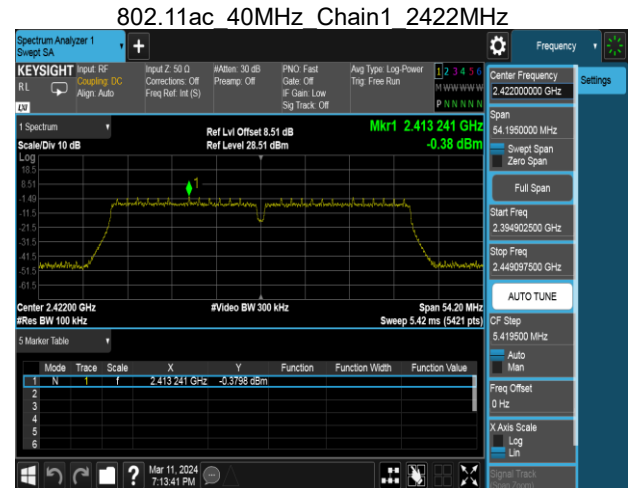 802.11ac_40MHz_Chain1_2422MHz
Spectrum Analyzer 1
Swept SA
+
Frequency
KEYSIGHT
RL
Input: RF
Coupling: DC
Align: Auto
Input Z: 50 Ω
Corrections: Off
Freq Ref: Int (S)
#Atten: 30 dB
Preamp: Off
PNO: Fast
Gate: Off
IF Gain: Low
Sig Track: Off
Avg Type: Log-Power
Trig: Free Run
1 2 3 4 5 6
M W W W W W
P N N N N N
1 Spectrum
Scale/Div 10 dB
Ref Lvl Offset 8.51 dB
Ref Level 28.51 dBm
Mkr1 2.413 241 GHz
-0.38 dBm
Log
18.5
8.51
-1.49
-11.5
-21.5
-31.5
-41.5
-51.5
-61.5
1
Center 2.42200 GHz
#Video BW 300 kHz
Span 54.20 MHz
#Res BW 100 kHz
Sweep 5.42 ms (5421 pts)
5 Marker Table
Mode Trace Scale X Y Function Function Width Function Value
1 N 1 f 2.413 241 GHz -0.3798 dBm
2
3
4
5
6
Center Frequency
2.422000000 GHz
Settings
Span
54.1950000 MHz
Swept Span
Zero Span
Full Span
Start Freq
2.394902500 GHz
Stop Freq
2.449097500 GHz
AUTO TUNE
CF Step
5.419500 MHz
Auto
Man
Freq Offset
0 Hz
X Axis Scale
Log
Lin
Signal Track
(Span Zoom)
?
Mar 11, 2024
7:13:41 PM